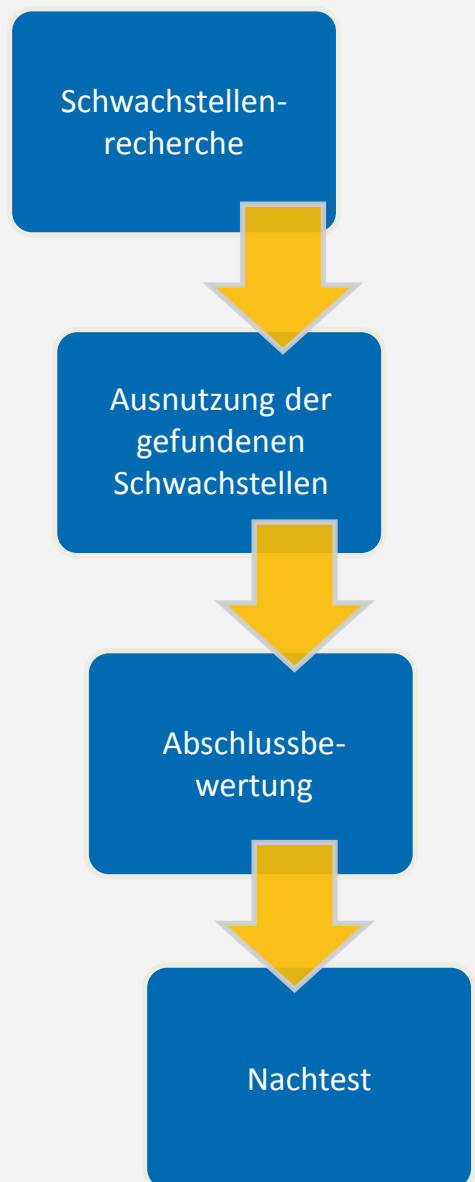 Schwachstellen-
recherche
Ausnutzung der
gefundenen
Schwachstellen
Abschlussbe-
wertung
Nachtest